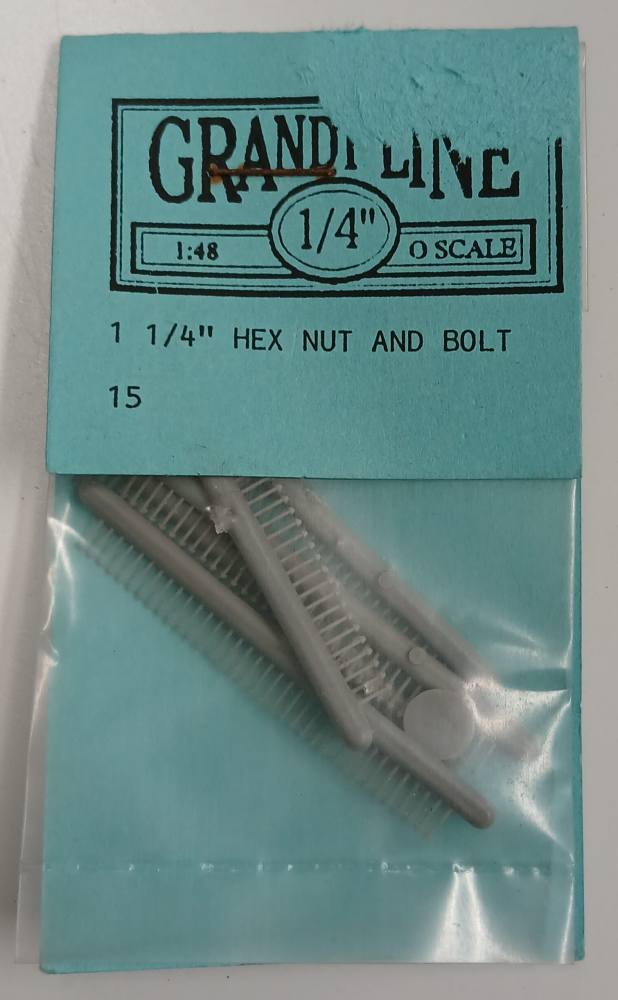 GRANDT LINE
1/4"
1:48
O SCALE
1 1/4" HEX NUT AND BOLT
15